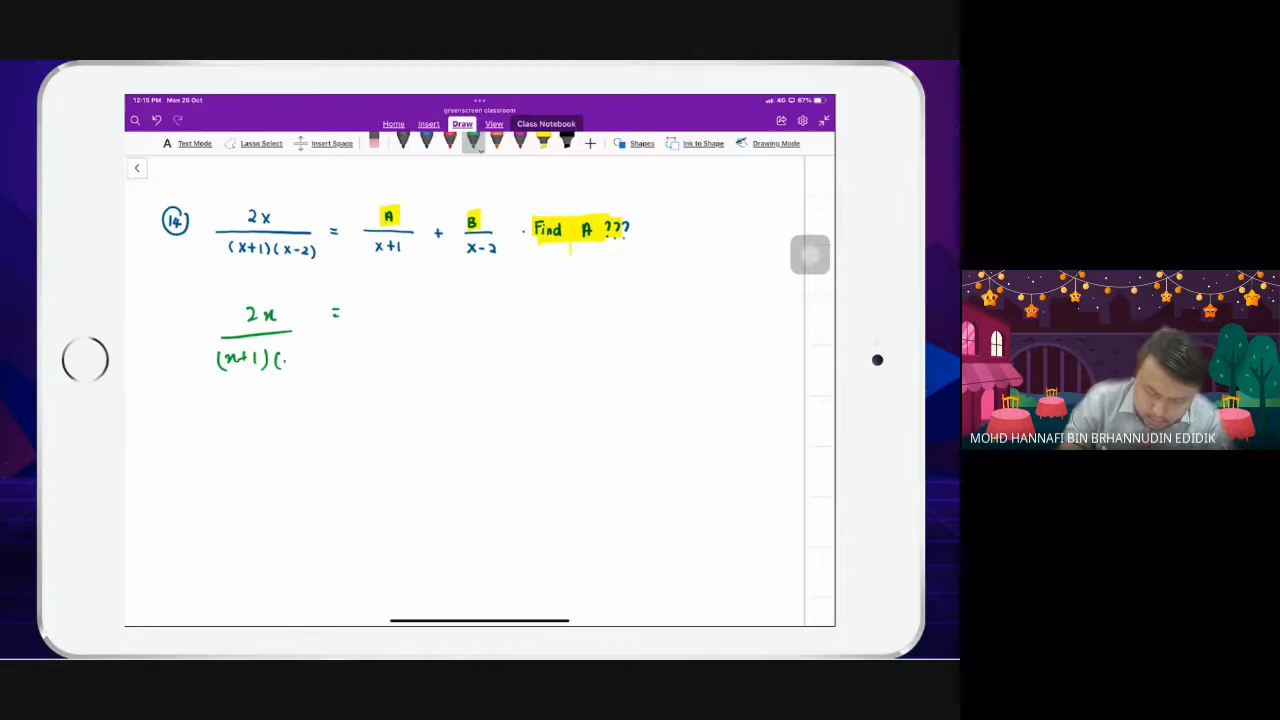 12:15 PM Mon 25 Oct
4G 67%
greenscreen classroom
Home Insert Draw View Class Notebook
A Text Mode Lasso Select Insert Space Shapes Ink to Shape Drawing Mode
14 2x / (x+1)(x-2) = A / x+1 + B / x-2 . Find A ???
2x / (x+1)( =
MOHD HANNAFI BIN BRHANNUDIN EDIDIK